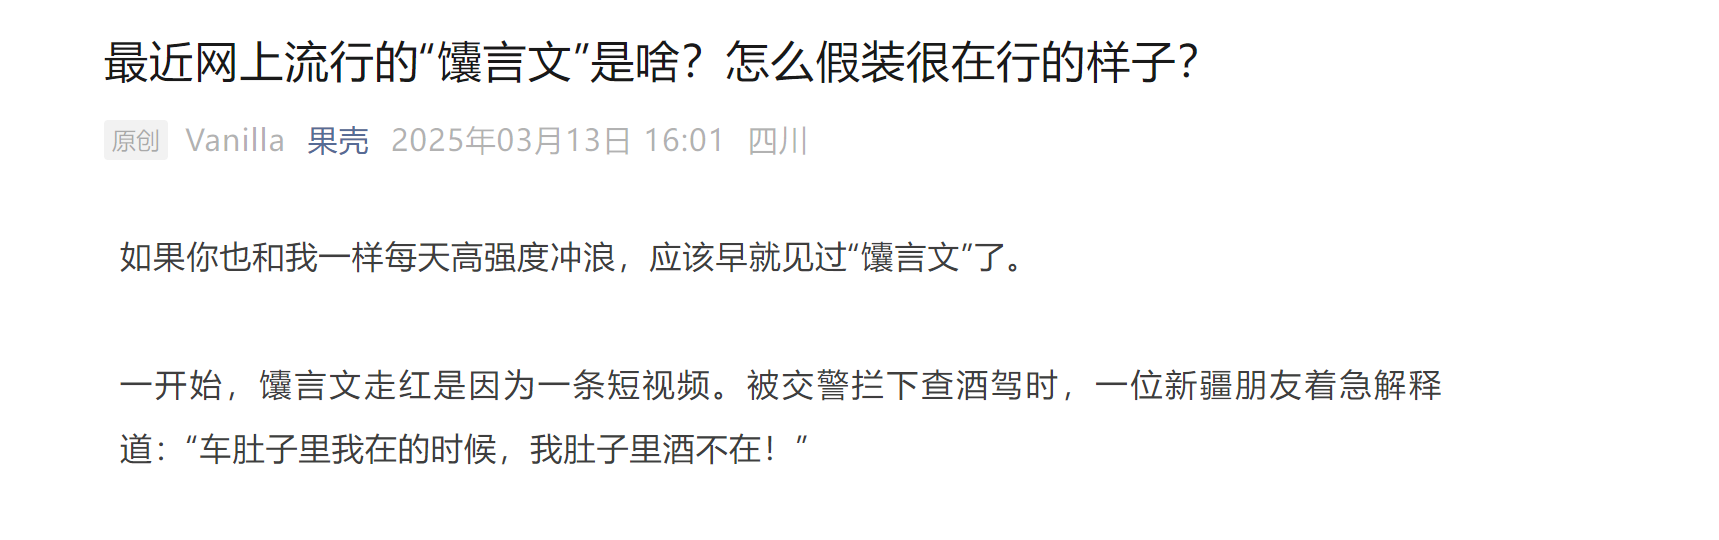 最近网上流行的“馕言文”是啥？怎么假装很在行的样子？
原创 Vanilla 果壳 2025年03月13日 16:01 四川
如果你也和我一样每天高强度冲浪，应该早就见过“馕言文”了。
一开始，馕言文走红是因为一条短视频。被交警拦下查酒驾时，一位新疆朋友着急解释
道：“车肚子里我在的时候，我肚子里酒不在！”